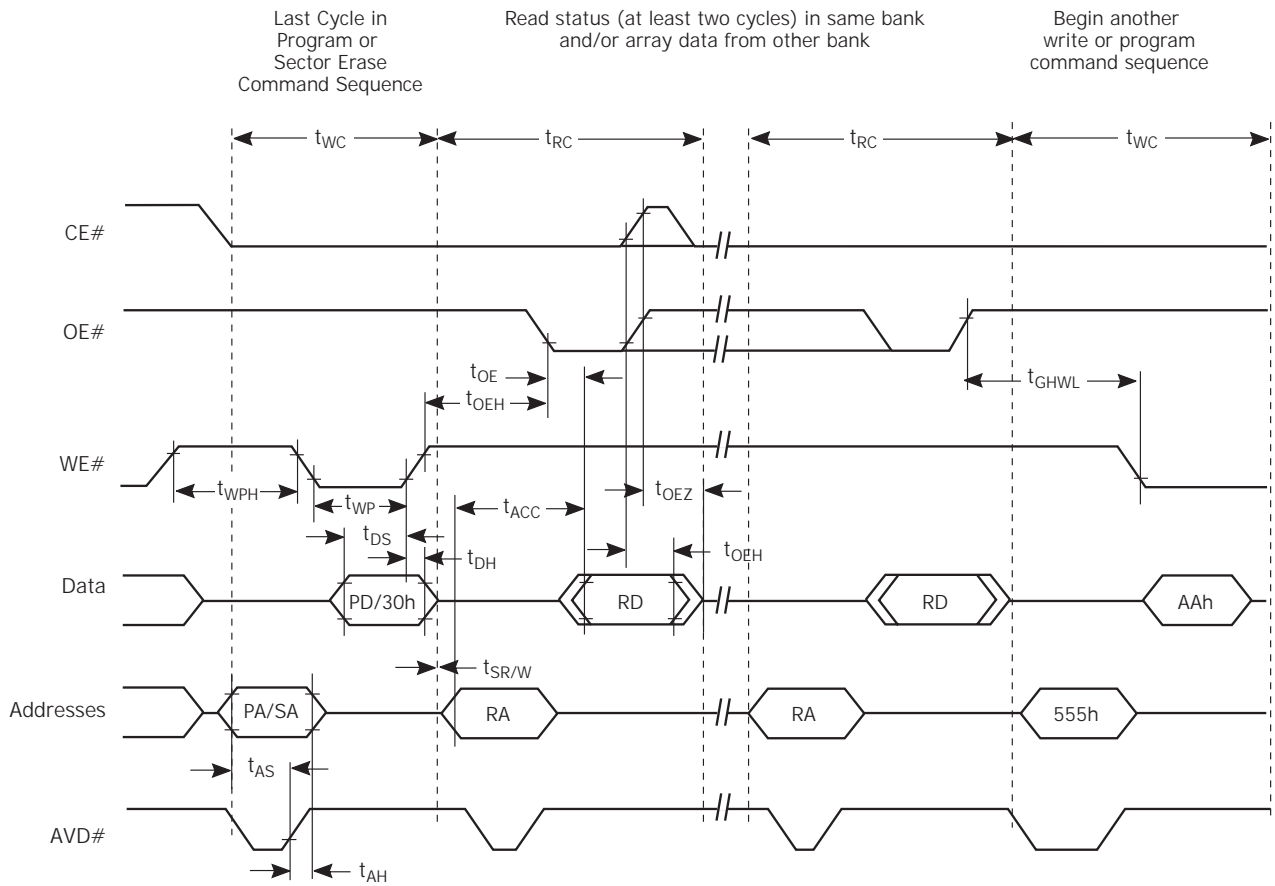 Last Cycle in
Program or
Sector Erase
Command Sequence
Read status (at least two cycles) in same bank
and/or array data from other bank
Begin another
write or program
command sequence
tWC
tRC
tRC
tWC
CE#
OE#
tOE
tOEH
tGHWL
WE#
tWPH
tWP
tACC
tOEZ
tDS
tDH
tOEH
Data
PD/30h
RD
RD
AAh
tSR/W
Addresses
PA/SA
RA
RA
555h
tAS
AVD#
tAH